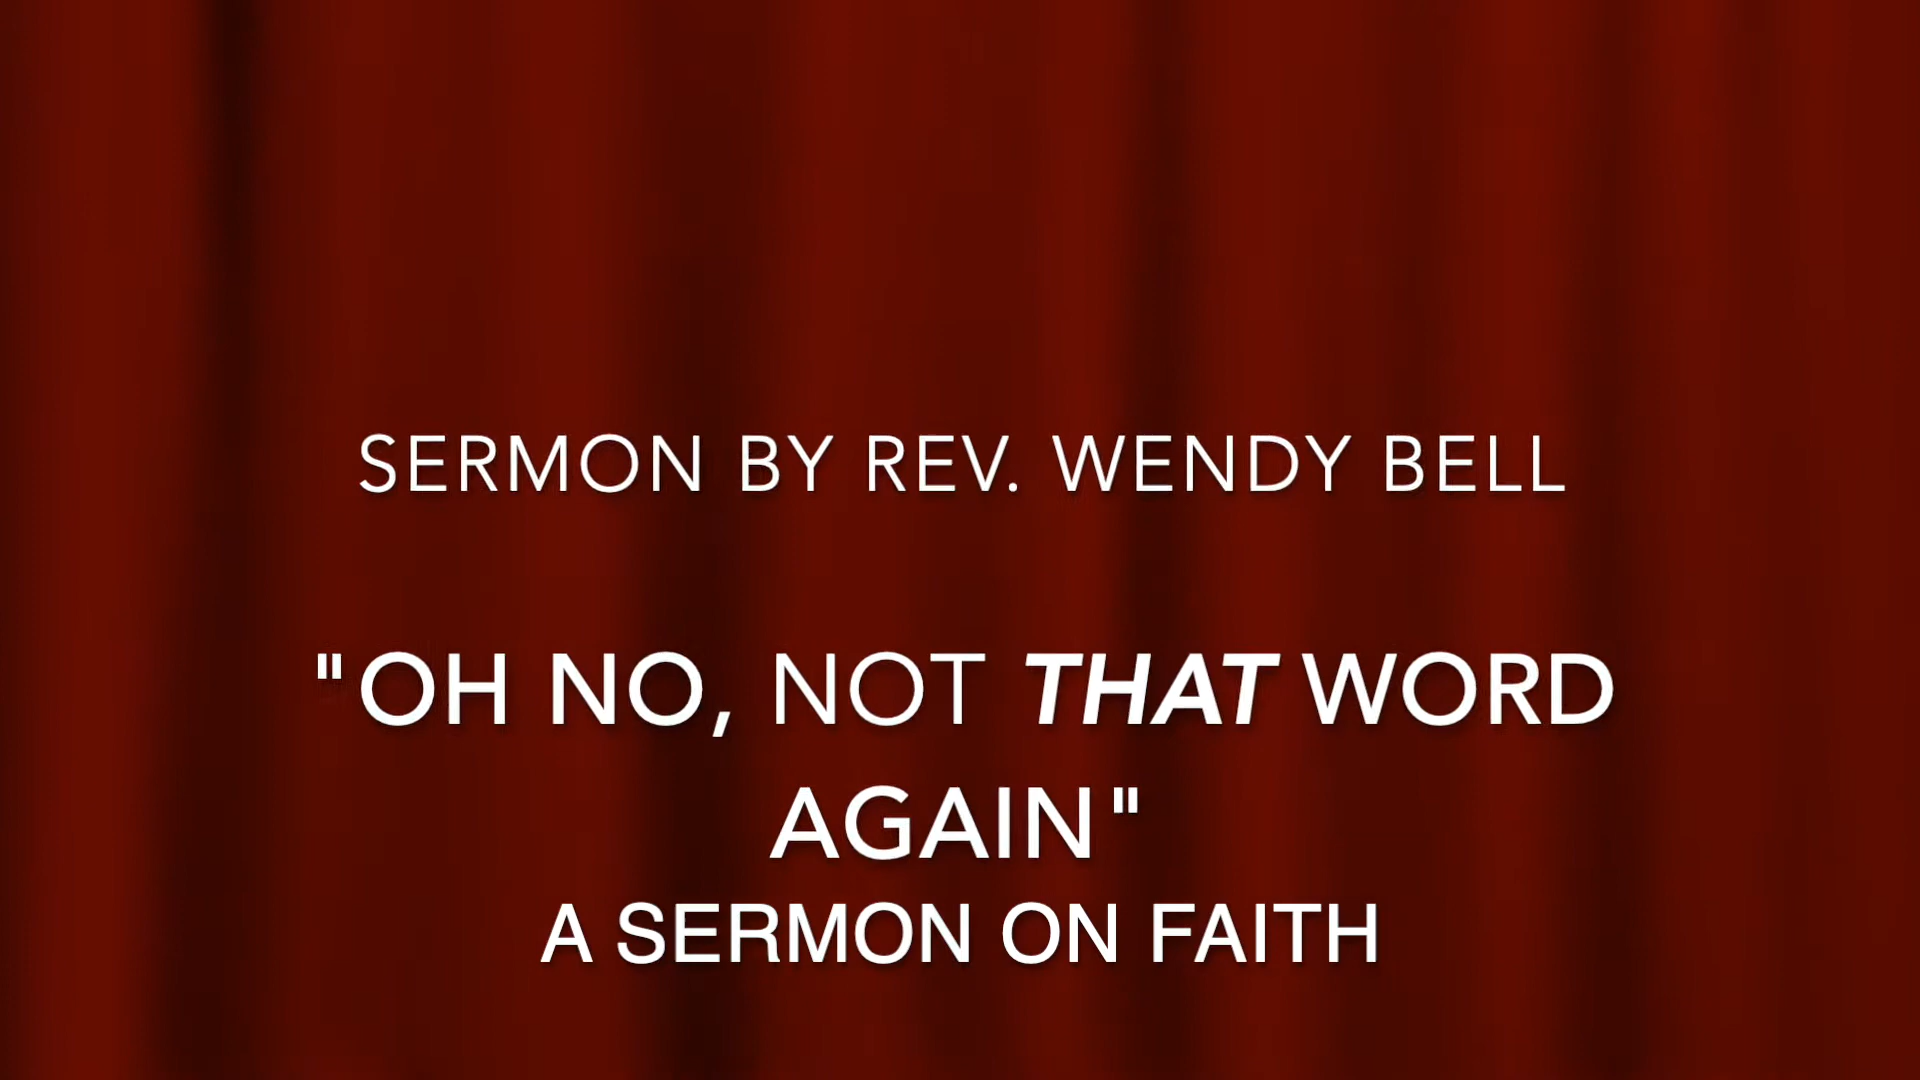 SERMON BY REV. WENDY BELL
"OH NO, NOT THAT WORD
AGAIN"
A SERMON ON FAITH